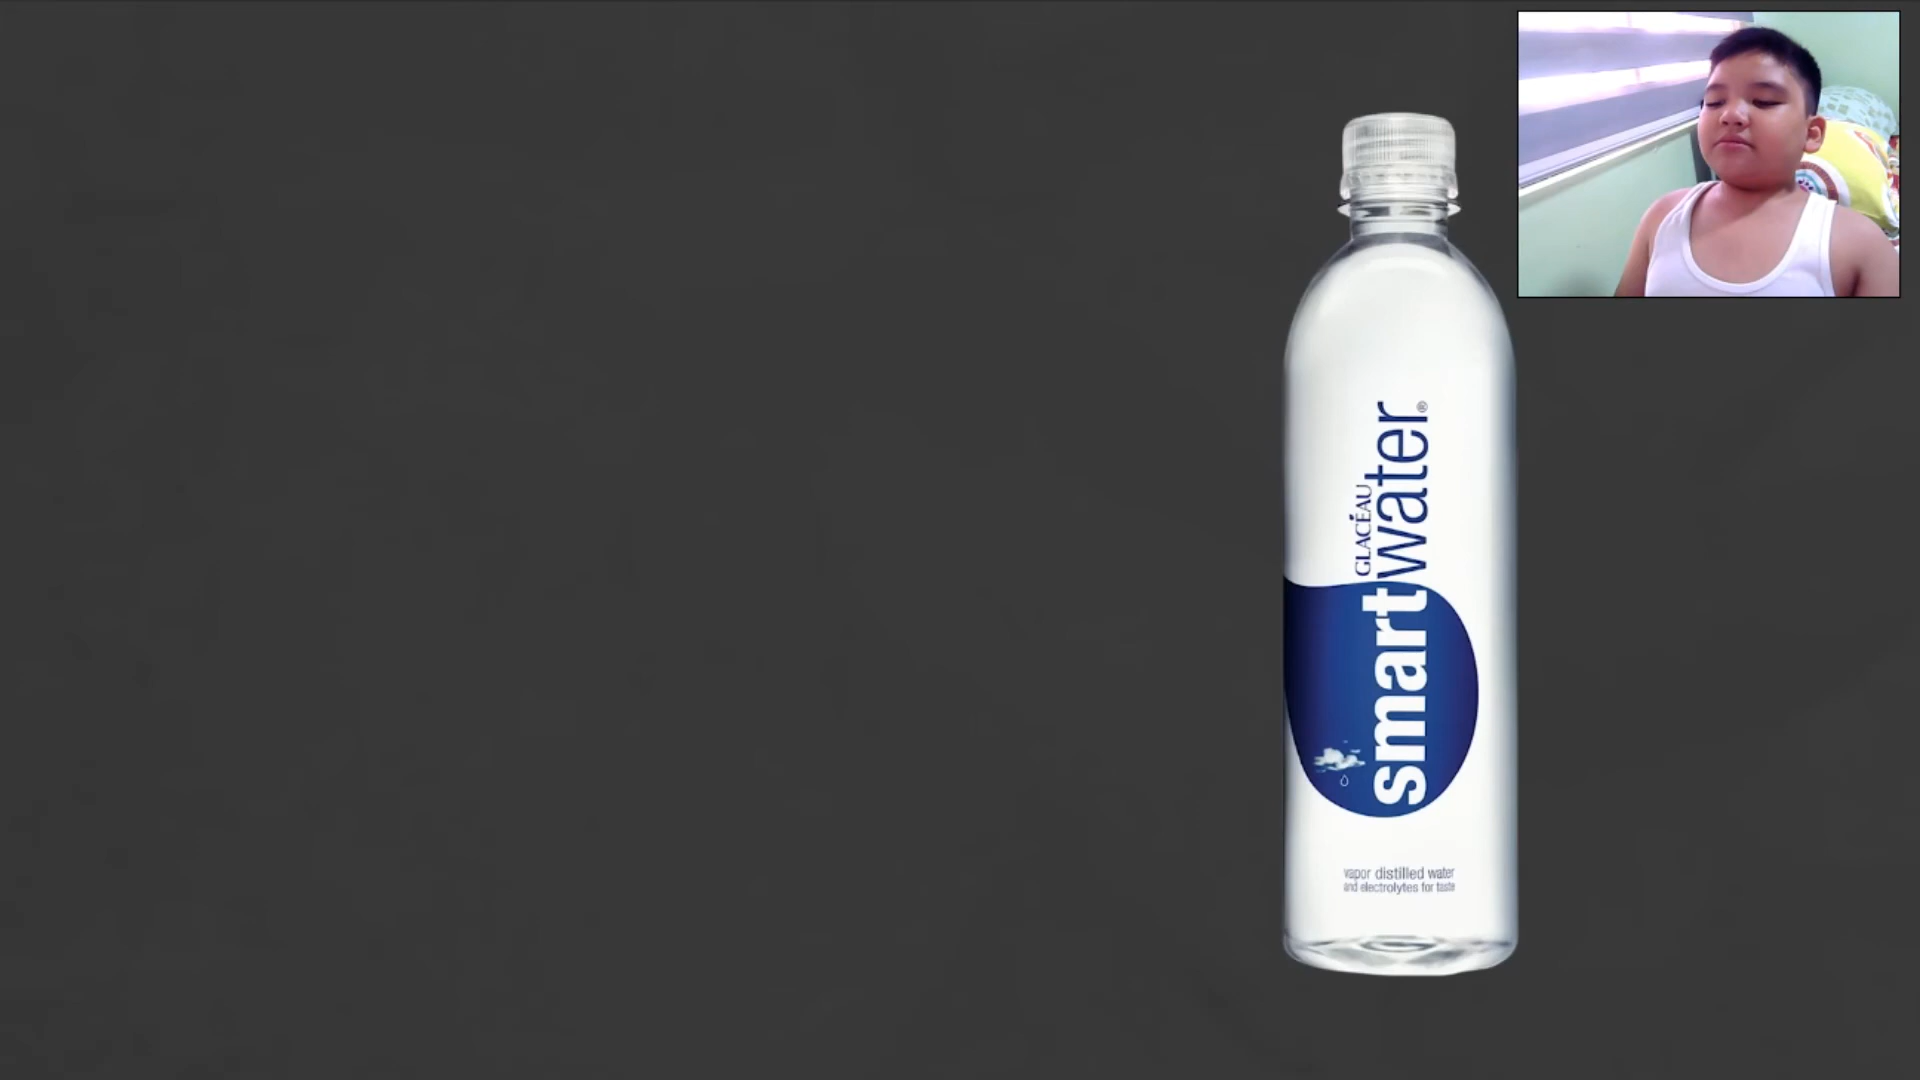 GLACÉAU
smartwater®
vapor distilled water
and electrolytes for taste